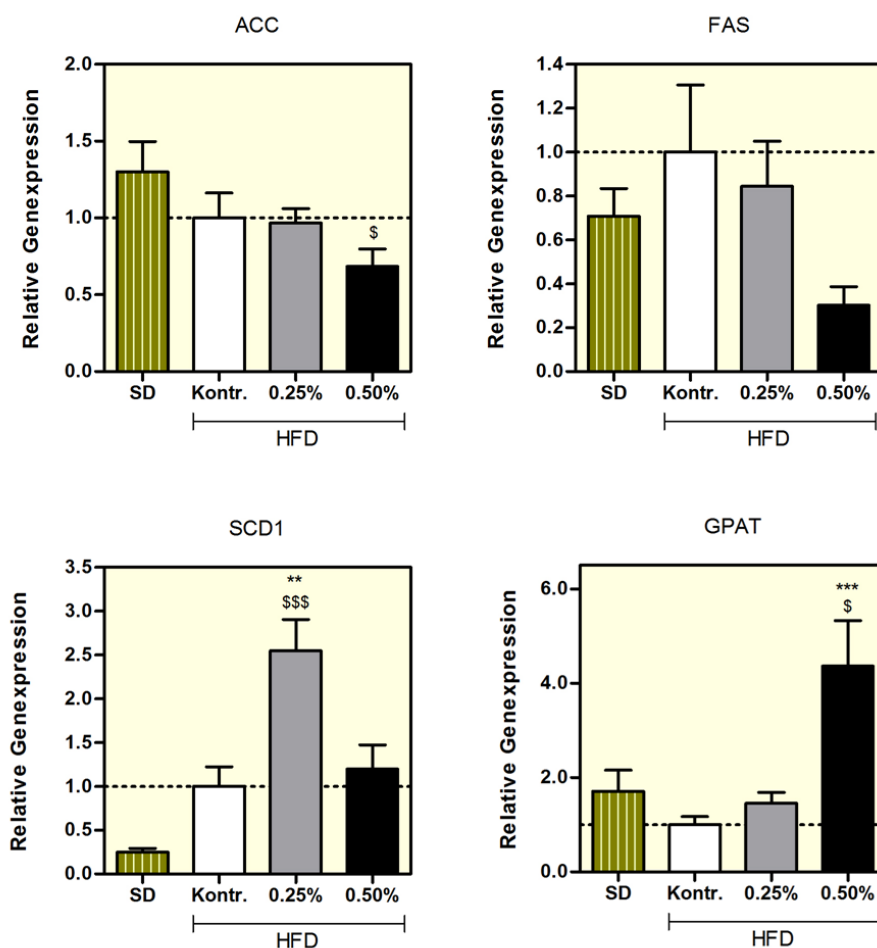 ACC
Relative Genexpression
2.0
1.5
1.0
0.5
0.0
$
SD Kontr. 0.25% 0.50%
HFD
FAS
Relative Genexpression
1.4
1.2
1.0
0.8
0.6
0.4
0.2
0.0
SD Kontr. 0.25% 0.50%
HFD
SCD1
Relative Genexpression
3.5
3.0
2.5
2.0
1.5
1.0
0.5
0.0
**
$$$
SD Kontr. 0.25% 0.50%
HFD
GPAT
Relative Genexpression
6.0
4.0
2.0
0.0
***
$
SD Kontr. 0.25% 0.50%
HFD